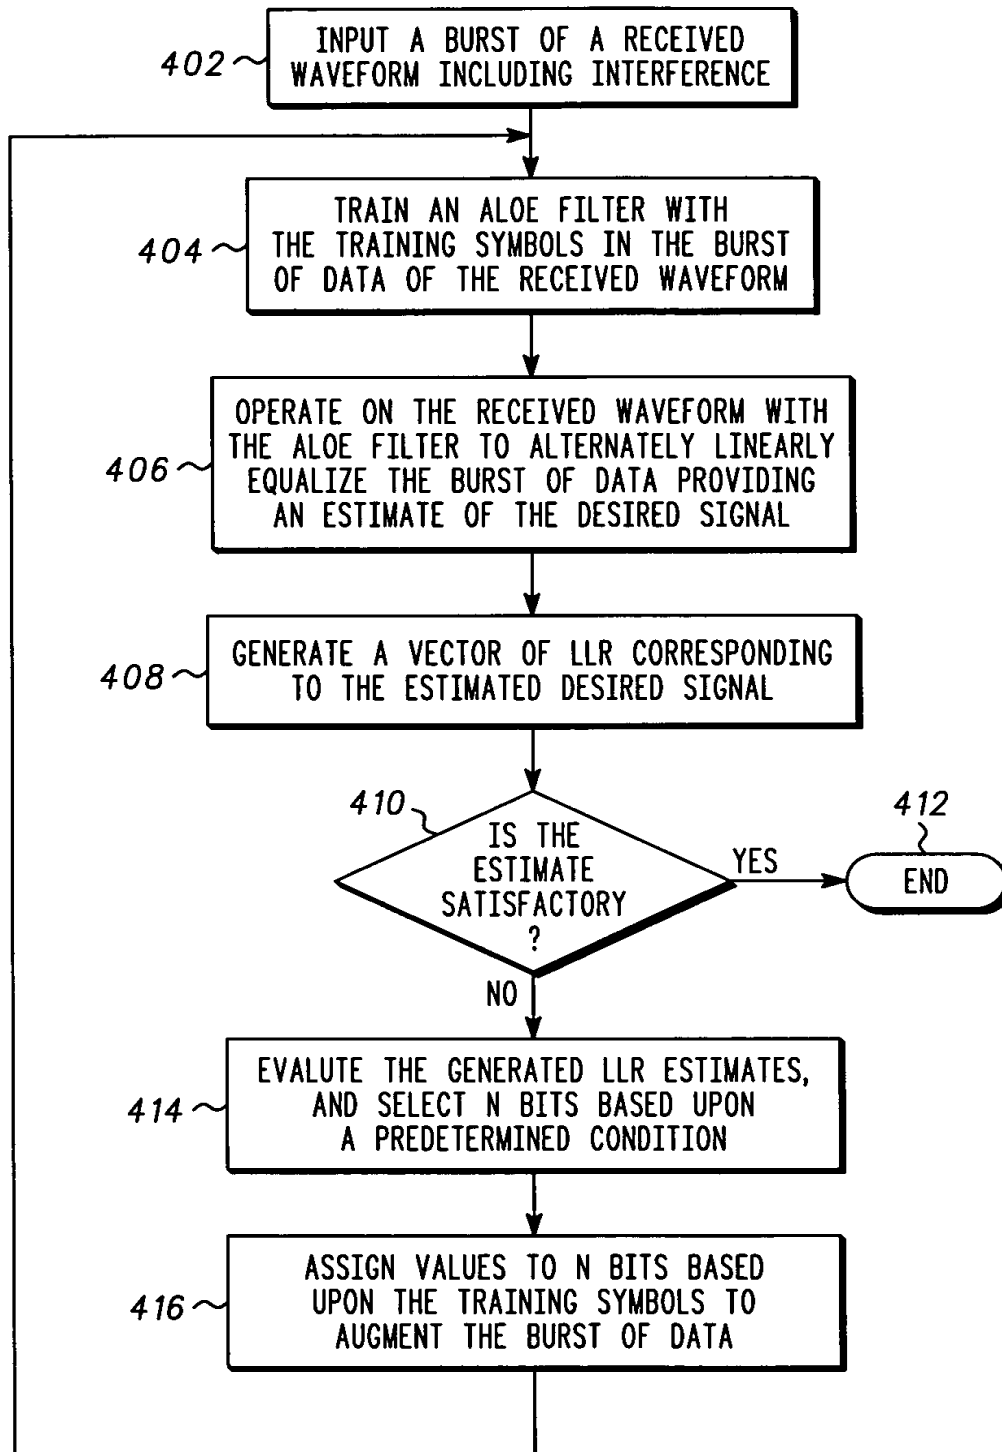 402
INPUT A BURST OF A RECEIVED
WAVEFORM INCLUDING INTERFERENCE
404
TRAIN AN ALOE FILTER WITH
THE TRAINING SYMBOLS IN THE BURST
OF DATA OF THE RECEIVED WAVEFORM
406
OPERATE ON THE RECEIVED WAVEFORM WITH
THE ALOE FILTER TO ALTERNATELY LINEARLY
EQUALIZE THE BURST OF DATA PROVIDING
AN ESTIMATE OF THE DESIRED SIGNAL
408
GENERATE A VECTOR OF LLR CORRESPONDING
TO THE ESTIMATED DESIRED SIGNAL
410
IS THE
ESTIMATE
SATISFACTORY
?
YES
412
END
NO
414
EVALUTE THE GENERATED LLR ESTIMATES,
AND SELECT N BITS BASED UPON
A PREDETERMINED CONDITION
416
ASSIGN VALUES TO N BITS BASED
UPON THE TRAINING SYMBOLS TO
AUGMENT THE BURST OF DATA